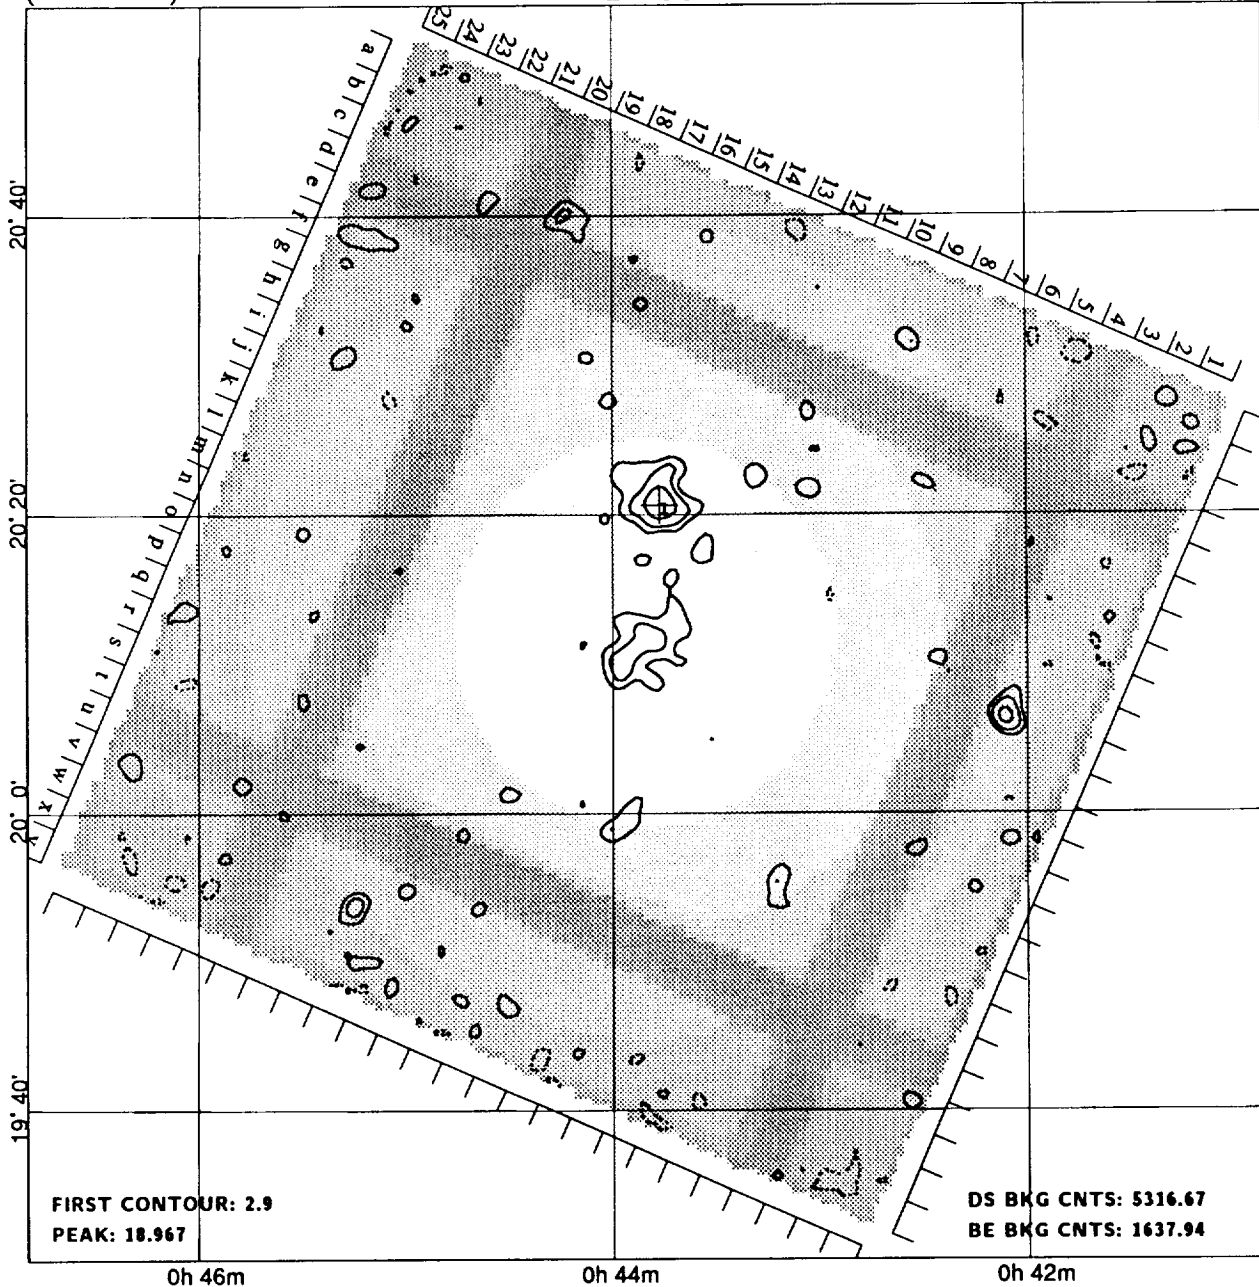 25 24 23 22 21 20 19 18 17 16 15 14 13 12 11 10 9 8 7 6 5 4 3 2 1
a b c d e f g h i j k l m n o p q r s t u v w x y
20° 40'
20° 20'
20° 0'
19° 40'
1
FIRST CONTOUR: 2.9
PEAK: 18.967
DS BKG CNTS: 5316.67
BE BKG CNTS: 1637.94
0h 46m 0h 44m 0h 42m